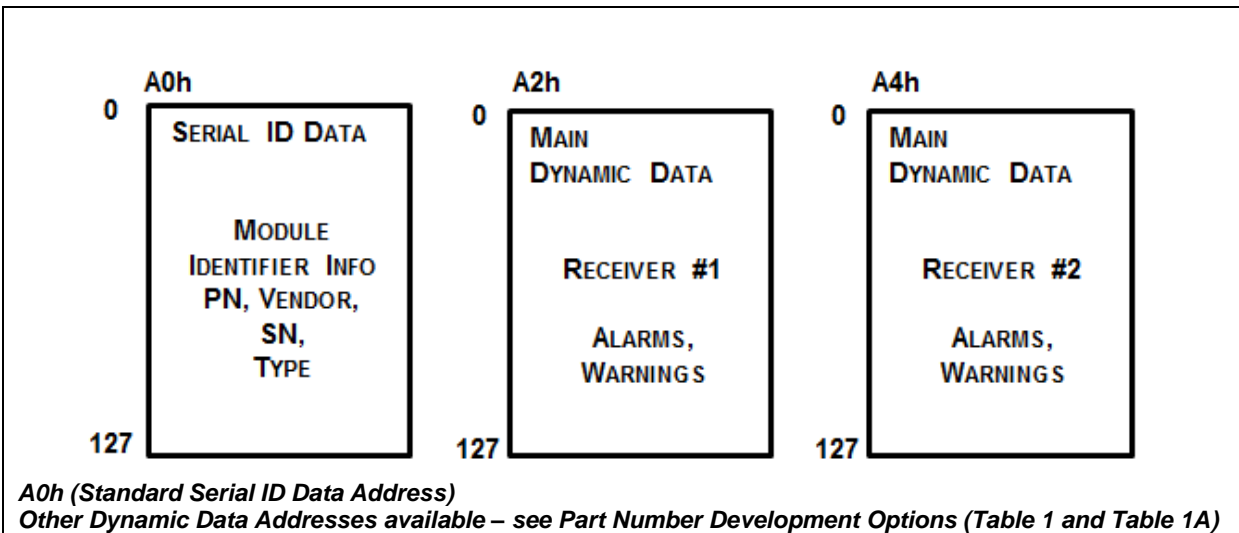 A0h
0
SERIAL ID DATA
MODULE
IDENTIFIER INFO
PN, VENDOR,
SN,
TYPE
127
A2h
0
MAIN
DYNAMIC DATA
RECEIVER #1
ALARMS,
WARNINGS
127
A4h
0
MAIN
DYNAMIC DATA
RECEIVER #2
ALARMS,
WARNINGS
127
A0h (Standard Serial ID Data Address)
Other Dynamic Data Addresses available – see Part Number Development Options (Table 1 and Table 1A)